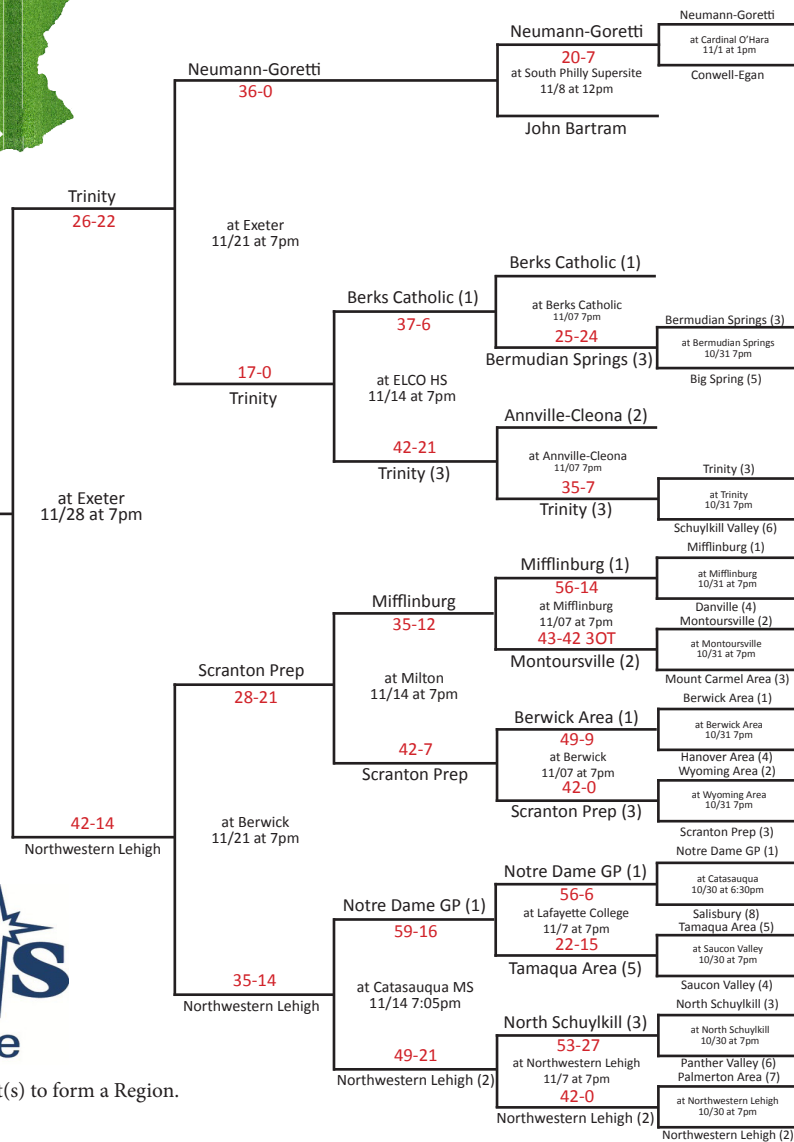 Neumann-Goretti
at Cardinal O'Hara
11/1 at 1pm
Conwell-Egan
Neumann-Goretti
20-7
at South Philly Supersite
11/8 at 12pm
John Bartram
Neumann-Goretti
36-0
Trinity
26-22
at Exeter
11/21 at 7pm
Berks Catholic (1)
at Berks Catholic
11/07 7pm
25-24
Bermudian Springs (3)
Bermudian Springs (3)
at Bermudian Springs
10/31 7pm
Big Spring (5)
Berks Catholic (1)
37-6
at ELCO HS
11/14 at 7pm
17-0
Trinity
Annville-Cleona (2)
at Annville-Cleona
11/07 7pm
35-7
Trinity (3)
42-21
Trinity (3)
Trinity (3)
at Trinity
10/31 7pm
Schuylkill Valley (6)
at Exeter
11/28 at 7pm
Mifflinburg (1)
at Mifflinburg
10/31 at 7pm
Danville (4)
Mifflinburg (1)
56-14
at Mifflinburg
11/07 at 7pm
43-42 3OT
Montoursville (2)
Montoursville (2)
at Montoursville
10/31 at 7pm
Mount Carmel Area (3)
Mifflinburg
35-12
at Milton
11/14 at 7pm
Scranton Prep
28-21
42-7
Scranton Prep
Berwick Area (1)
at Berwick Area
10/31 7pm
Hanover Area (4)
Berwick Area (1)
49-9
at Berwick
11/07 at 7pm
42-0
Scranton Prep (3)
Wyoming Area (2)
at Wyoming Area
10/31 7pm
Scranton Prep (3)
at Berwick
11/21 at 7pm
42-14
Northwestern Lehigh
Notre Dame GP (1)
at Catasauqua
10/30 at 6:30pm
Salisbury (8)
Notre Dame GP (1)
56-6
at Lafayette College
11/7 at 7pm
22-15
Tamaqua Area (5)
Tamaqua Area (5)
at Saucon Valley
10/30 at 7pm
Saucon Valley (4)
Notre Dame GP (1)
59-16
at Catasauqua MS
11/14 7:05pm
35-14
Northwestern Lehigh
North Schuylkill (3)
at North Schuylkill
10/30 at 7pm
Panther Valley (6)
North Schuylkill (3)
53-27
at Northwestern Lehigh
11/7 at 7pm
42-0
Northwestern Lehigh (2)
49-21
Northwestern Lehigh (2)
Palmerton Area (7)
at Northwestern Lehigh
10/30 at 7pm
Northwestern Lehigh (2)
s
e
t(s) to form a Region.